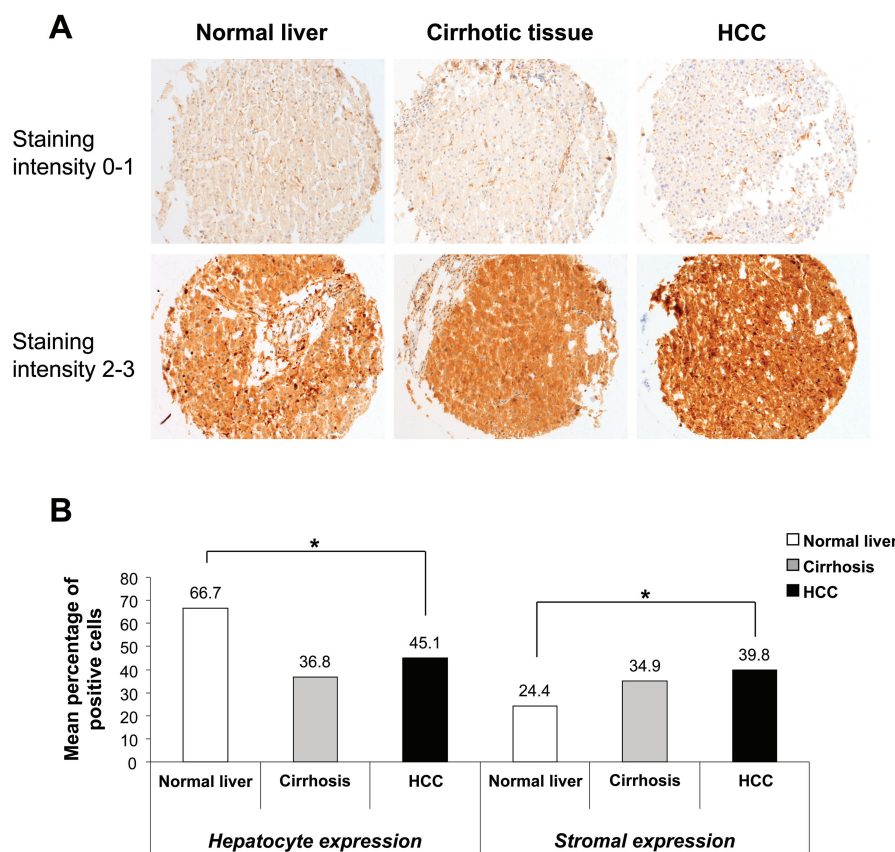 A
Normal liver
Cirrhotic tissue
HCC
Staining
intensity 0-1
Staining
intensity 2-3
B
Normal liver
Cirrhosis
HCC
*
*
Mean percentage of
positive cells
80
70
60
50
40
30
20
10
0
66.7
36.8
45.1
24.4
34.9
39.8
Normal liver
Cirrhosis
HCC
Normal liver
Cirrhosis
HCC
Hepatocyte expression
Stromal expression